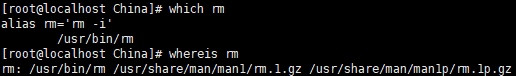 [root@localhost China]# which rm
alias rm='rm -i'
        /usr/bin/rm
[root@localhost China]# whereis rm
rm: /usr/bin/rm /usr/share/man/man1/rm.1.gz /usr/share/man/man1p/rm.1p.gz